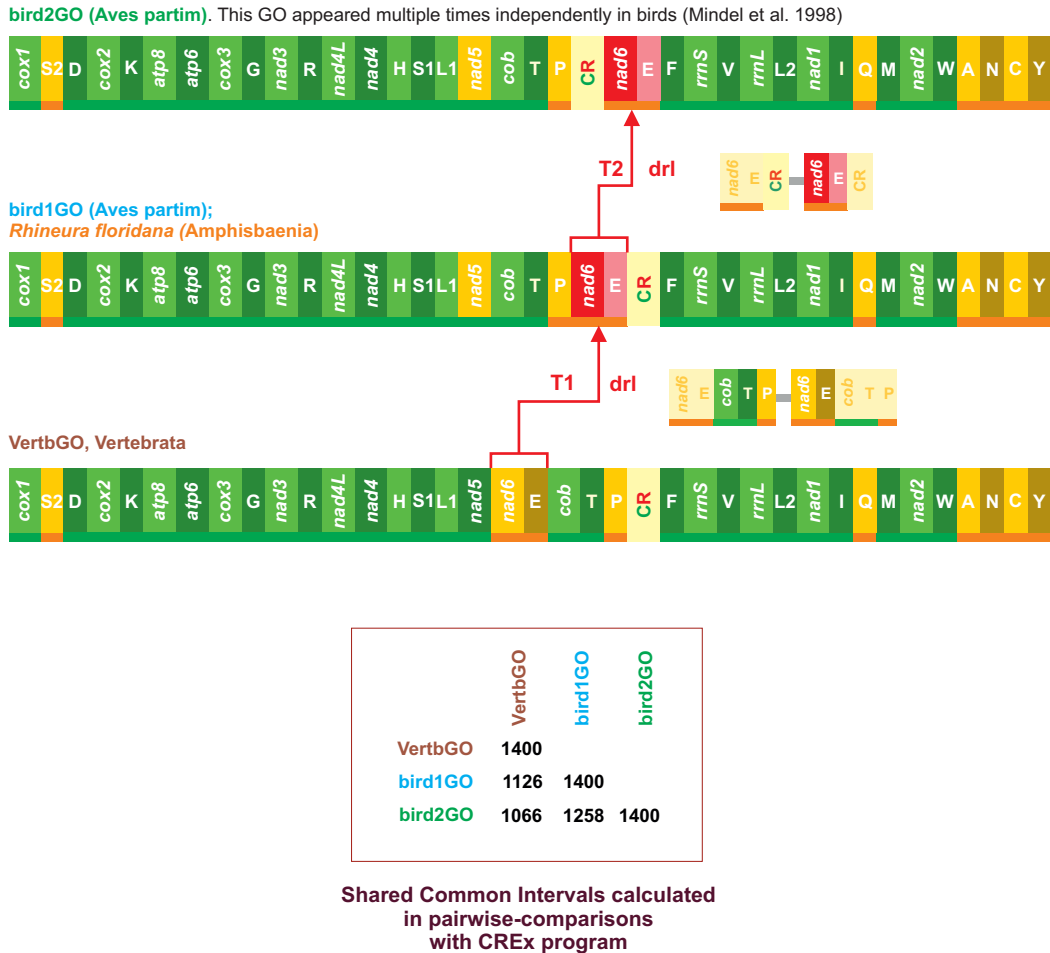 bird2GO (Aves partim). This GO appeared multiple times independently in birds (Mindel et al. 1998)
cox1 S2 D cox2 K atp8 atp6 cox3 G nad3 R nad4L nad4 H S1 L1 nad5 cob T P CR nad6 E F rrnS V rrnL L2 nad1 I Q M nad2 W A N C Y
T2 drl
nad6 E CR nad6 E CR
bird1GO (Aves partim);
Rhineura floridana (Amphisbaenia)
cox1 S2 D cox2 K atp8 atp6 cox3 G nad3 R nad4L nad4 H S1 L1 nad5 cob T P nad6 E CR F rrnS V rrnL L2 nad1 I Q M nad2 W A N C Y
T1 drl
nad6 E cob T P nad6 E cob T P
VertbGO, Vertebrata
cox1 S2 D cox2 K atp8 atp6 cox3 G nad3 R nad4L nad4 H S1 L1 nad5 nad6 E cob T P CR F rrnS V rrnL L2 nad1 I Q M nad2 W A N C Y
VertbGO bird1GO bird2GO
VertbGO 1400
bird1GO 1126 1400
bird2GO 1066 1258 1400
Shared Common Intervals calculated
in pairwise-comparisons
with CREx program